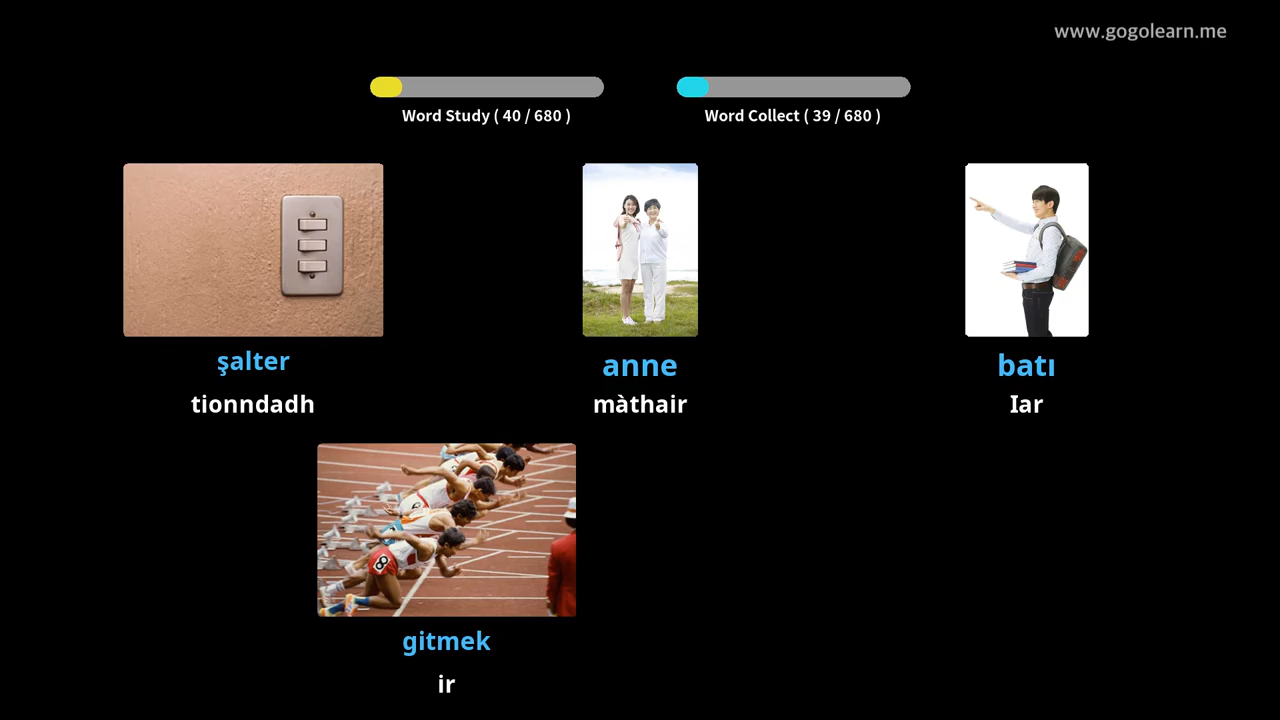 www.gogolearn.me
Word Study ( 40 / 680 )
Word Collect ( 39 / 680 )
şalter
anne
batı
tionndadh
màthair
Iar
8
gitmek
ir